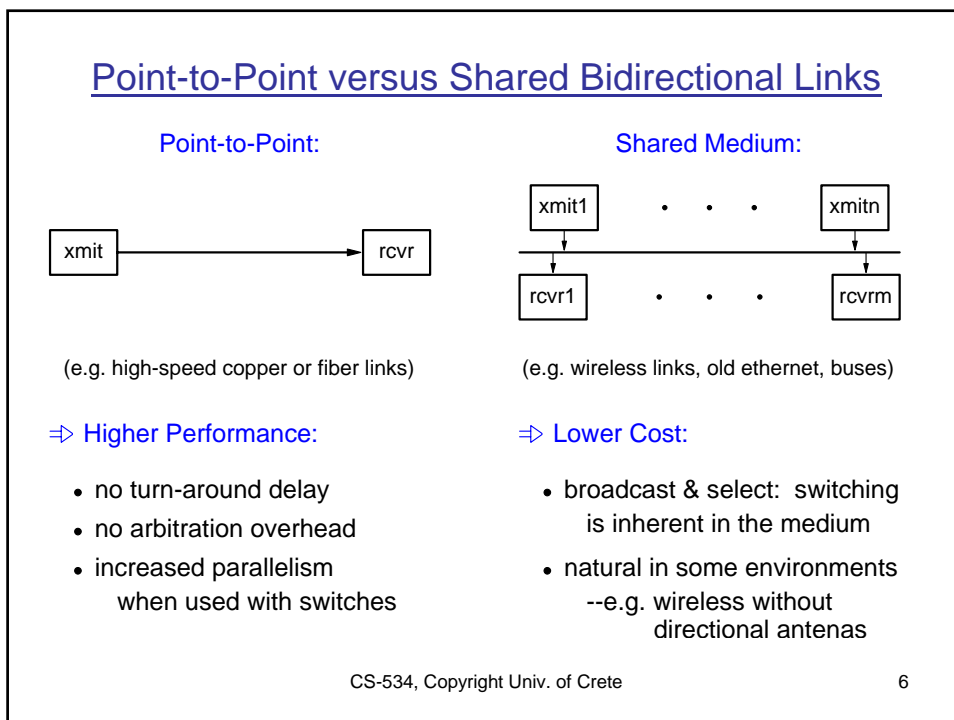 Point-to-Point versus Shared Bidirectional Links
Point-to-Point:
xmit
rcvr
(e.g. high-speed copper or fiber links)
⇒ Higher Performance:
• no turn-around delay
• no arbitration overhead
• increased parallelism
when used with switches
Shared Medium:
xmit1 . . . xmitn
rcvr1 . . . rcvrm
(e.g. wireless links, old ethernet, buses)
⇒ Lower Cost:
• broadcast & select: switching
is inherent in the medium
• natural in some environments
--e.g. wireless without
directional antenas
CS-534, Copyright Univ. of Crete
6